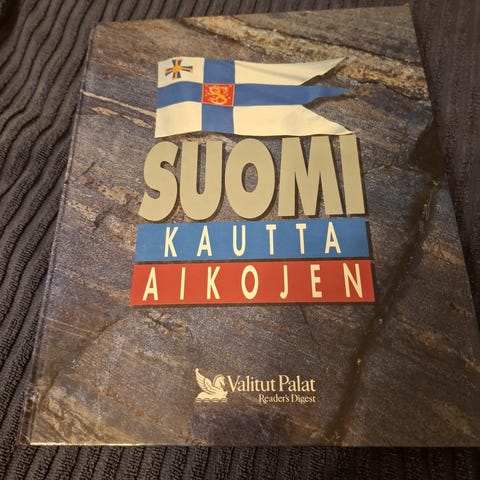 SUOMI
KAUTTA
AIKOJEN
Valitut Palat
Reader's Digest